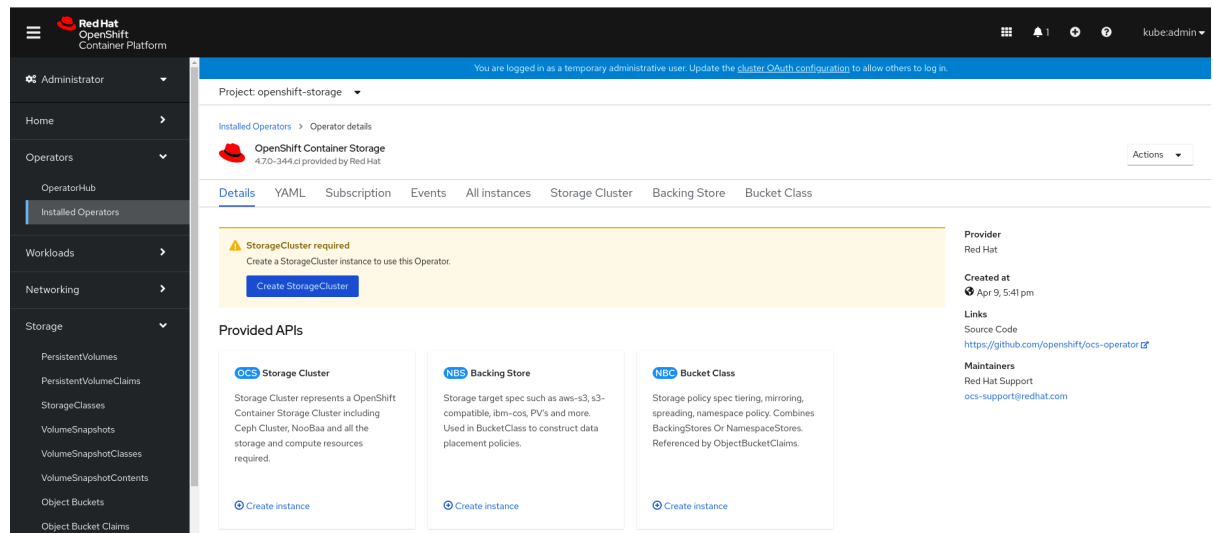 Red Hat
OpenShift
Container Platform
1
kube:admin
Administrator
You are logged in as a temporary administrative user. Update the cluster OAuth configuration to allow others to log in.
Project: openshift-storage
Home
Operators
OperatorHub
Installed Operators
Workloads
Networking
Storage
PersistentVolumes
PersistentVolumeClaims
StorageClasses
VolumeSnapshots
VolumeSnapshotClasses
VolumeSnapshotContents
Object Buckets
Object Bucket Claims
Installed Operators > Operator details
OpenShift Container Storage
4.7.0-344.ci provided by Red Hat
Actions
Details YAML Subscription Events All instances Storage Cluster Backing Store Bucket Class
StorageCluster required
Create a StorageCluster instance to use this Operator.
Create StorageCluster
Provided APIs
OCS Storage Cluster
Storage Cluster represents a OpenShift
Container Storage Cluster including
Ceph Cluster, NooBaa and all the
storage and compute resources
required.
Create instance
NBS Backing Store
Storage target spec such as aws-s3, s3-
compatible, ibm-cos, PV's and more.
Used in BucketClass to construct data
placement policies.
Create instance
NBC Bucket Class
Storage policy spec tiering, mirroring,
spreading, namespace policy. Combines
BackingStores Or NamespaceStores.
Referenced by ObjectBucketClaims.
Create instance
Provider
Red Hat
Created at
Apr 9, 5:41 pm
Links
Source Code
https://github.com/openshift/ocs-operator
Maintainers
Red Hat Support
ocs-support@redhat.com